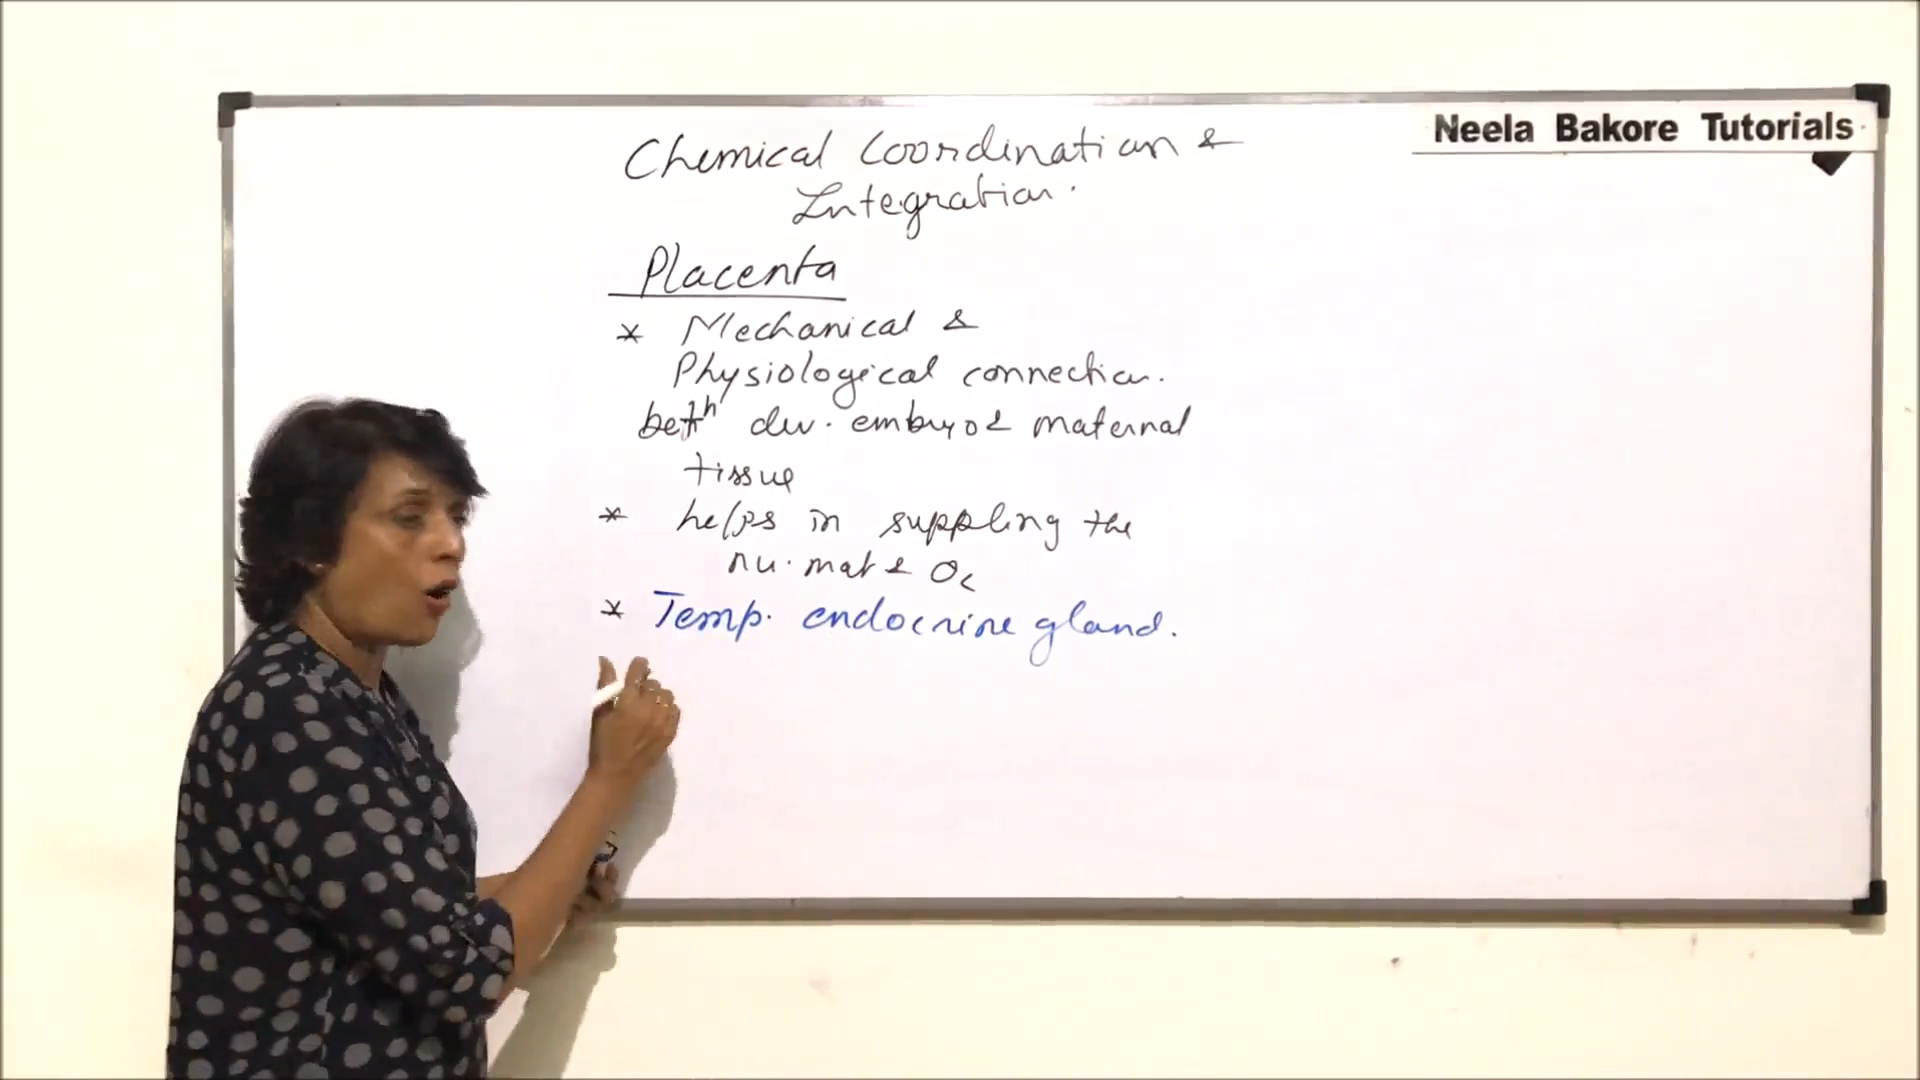 Neela Bakore Tutorials
Chemical Coordination &
Integration.
Placenta
* Mechanical &
Physiological connection.
betn dev. embryo & maternal
tissue
* helps in suppling the
nu. mat & O₂
* Temp. endocrine gland.